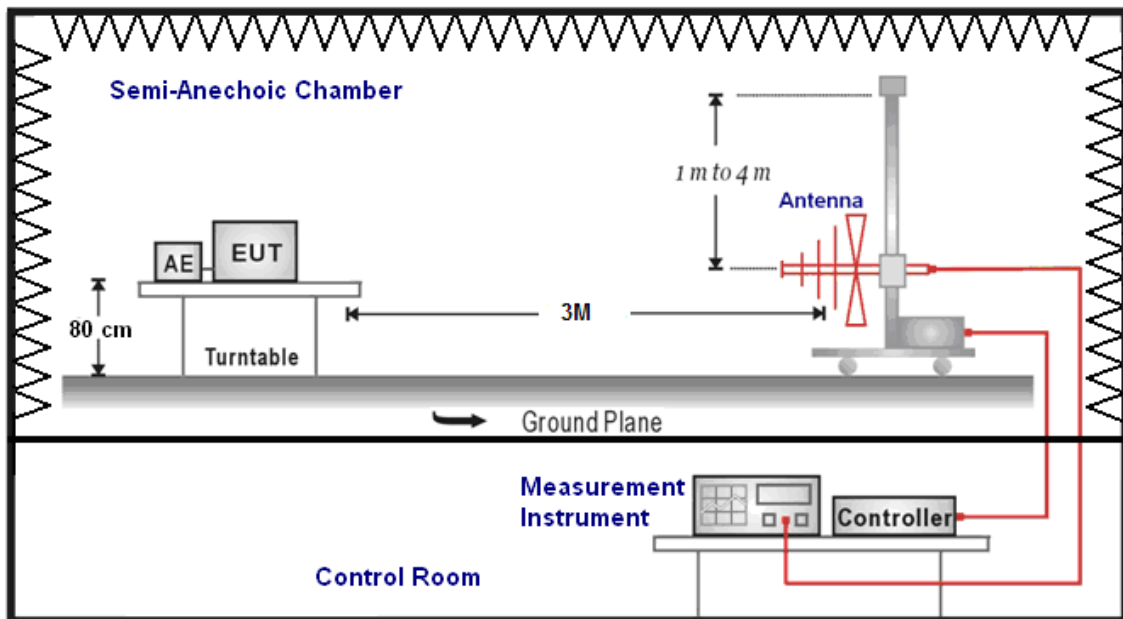 Semi-Anechoic Chamber
1 m to 4 m
Antenna
AE
EUT
80 cm
3M
Turntable
Ground Plane
Measurement
Instrument
Controller
Control Room